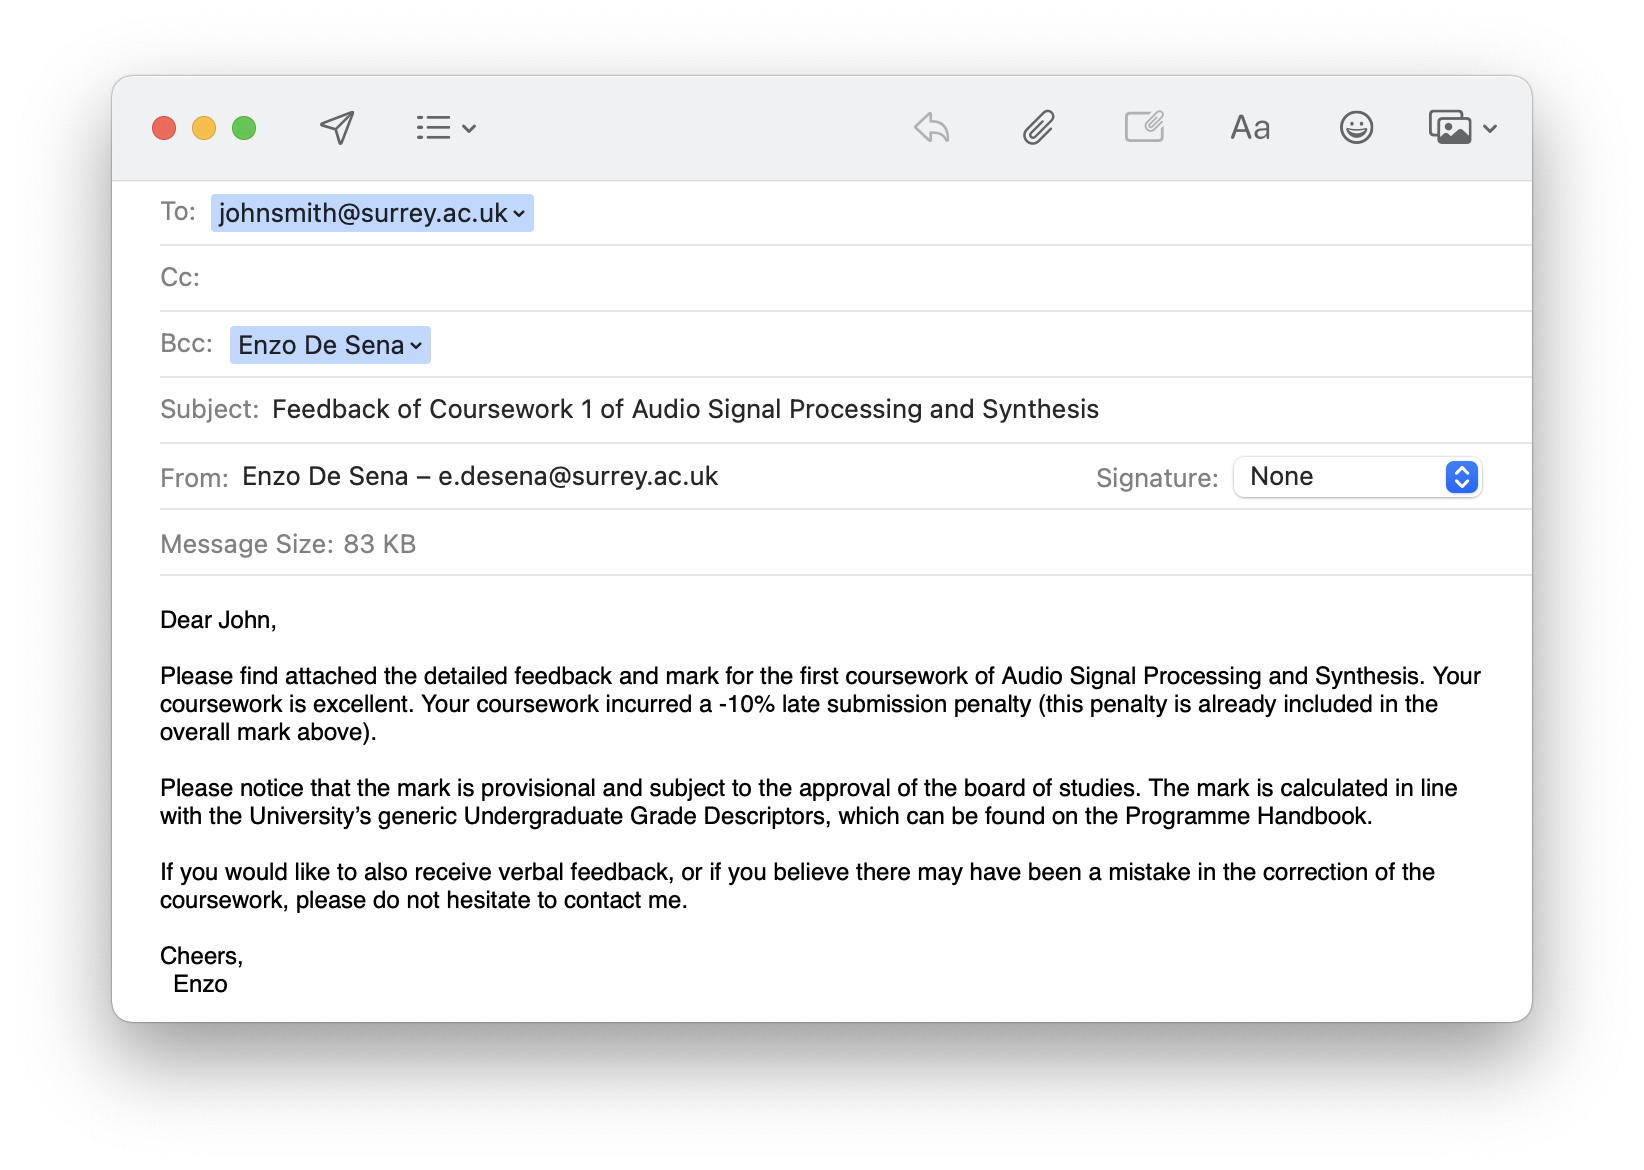 Aa
To: johnsmith@surrey.ac.uk
Cc:
Bcc: Enzo De Sena
Subject: Feedback of Coursework 1 of Audio Signal Processing and Synthesis
From: Enzo De Sena – e.desena@surrey.ac.uk Signature: None
Message Size: 83 KB
Dear John,
Please find attached the detailed feedback and mark for the first coursework of Audio Signal Processing and Synthesis. Your
coursework is excellent. Your coursework incurred a -10% late submission penalty (this penalty is already included in the
overall mark above).
Please notice that the mark is provisional and subject to the approval of the board of studies. The mark is calculated in line
with the University’s generic Undergraduate Grade Descriptors, which can be found on the Programme Handbook.
If you would like to also receive verbal feedback, or if you believe there may have been a mistake in the correction of the
coursework, please do not hesitate to contact me.
Cheers,
Enzo